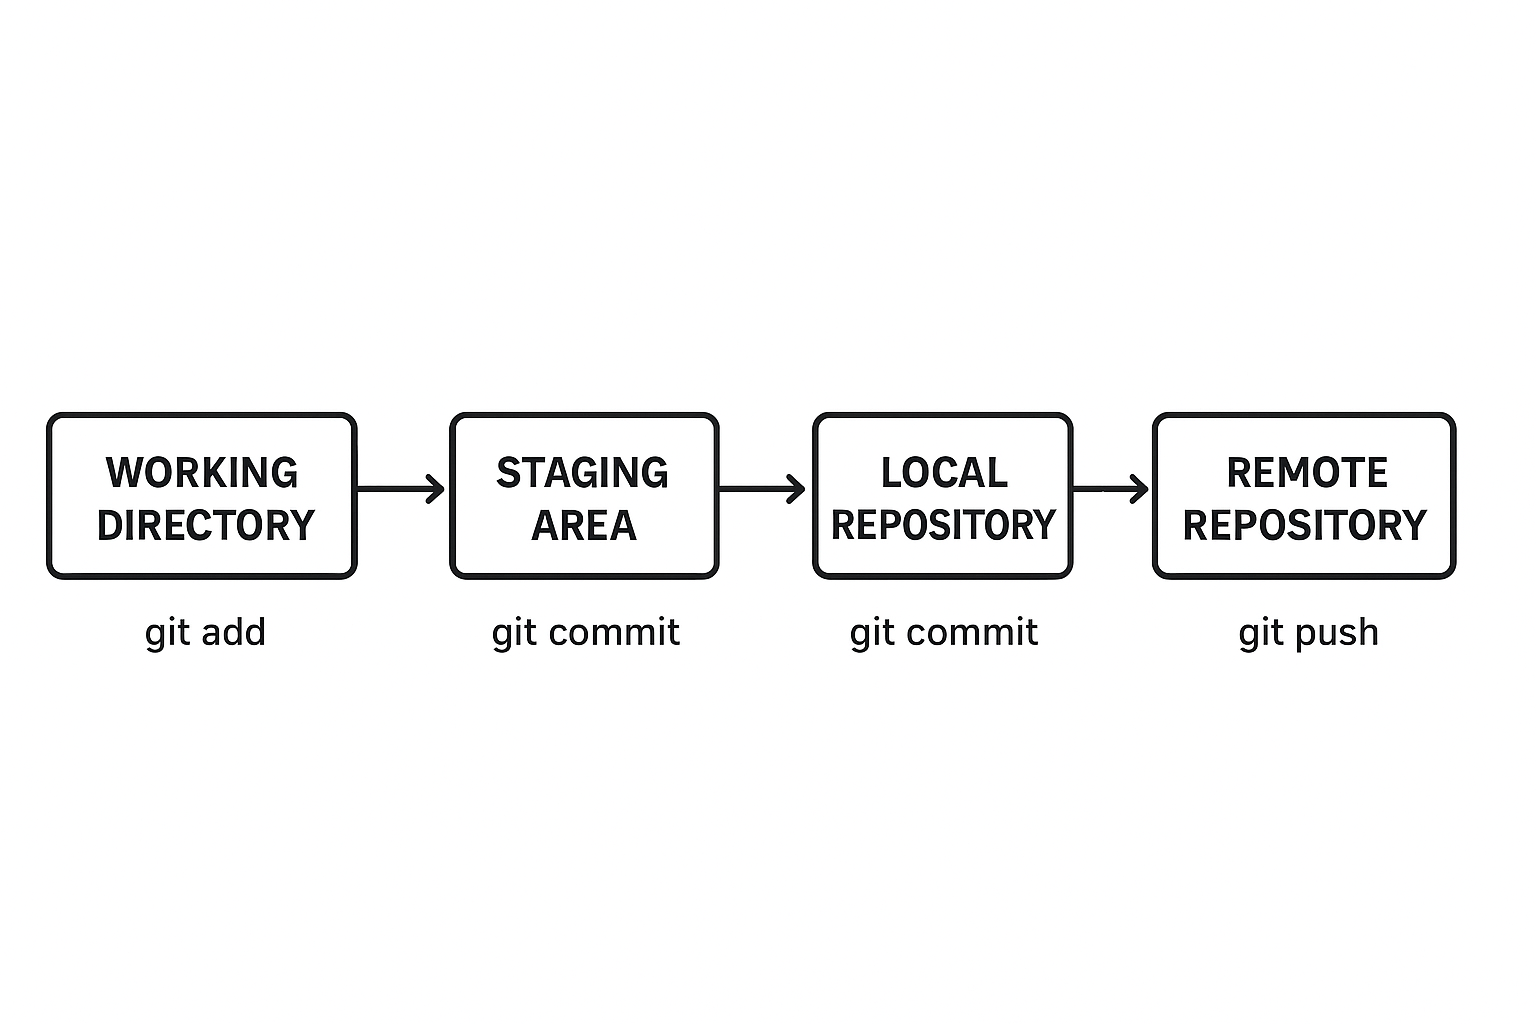 WORKING
DIRECTORY
STAGING
AREA
LOCAL
REPOSITORY
REMOTE
REPOSITORY
git add
git commit
git commit
git push